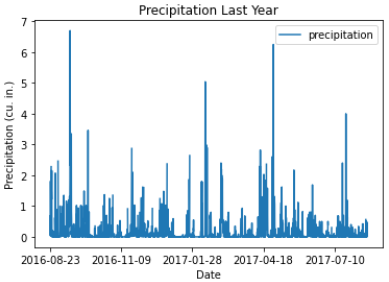 Precipitation Last Year
precipitation
Precipitation (cu. in.)
7
6
5
4
3
2
1
0
2016-08-23 2016-11-09 2017-01-28 2017-04-18 2017-07-10
Date